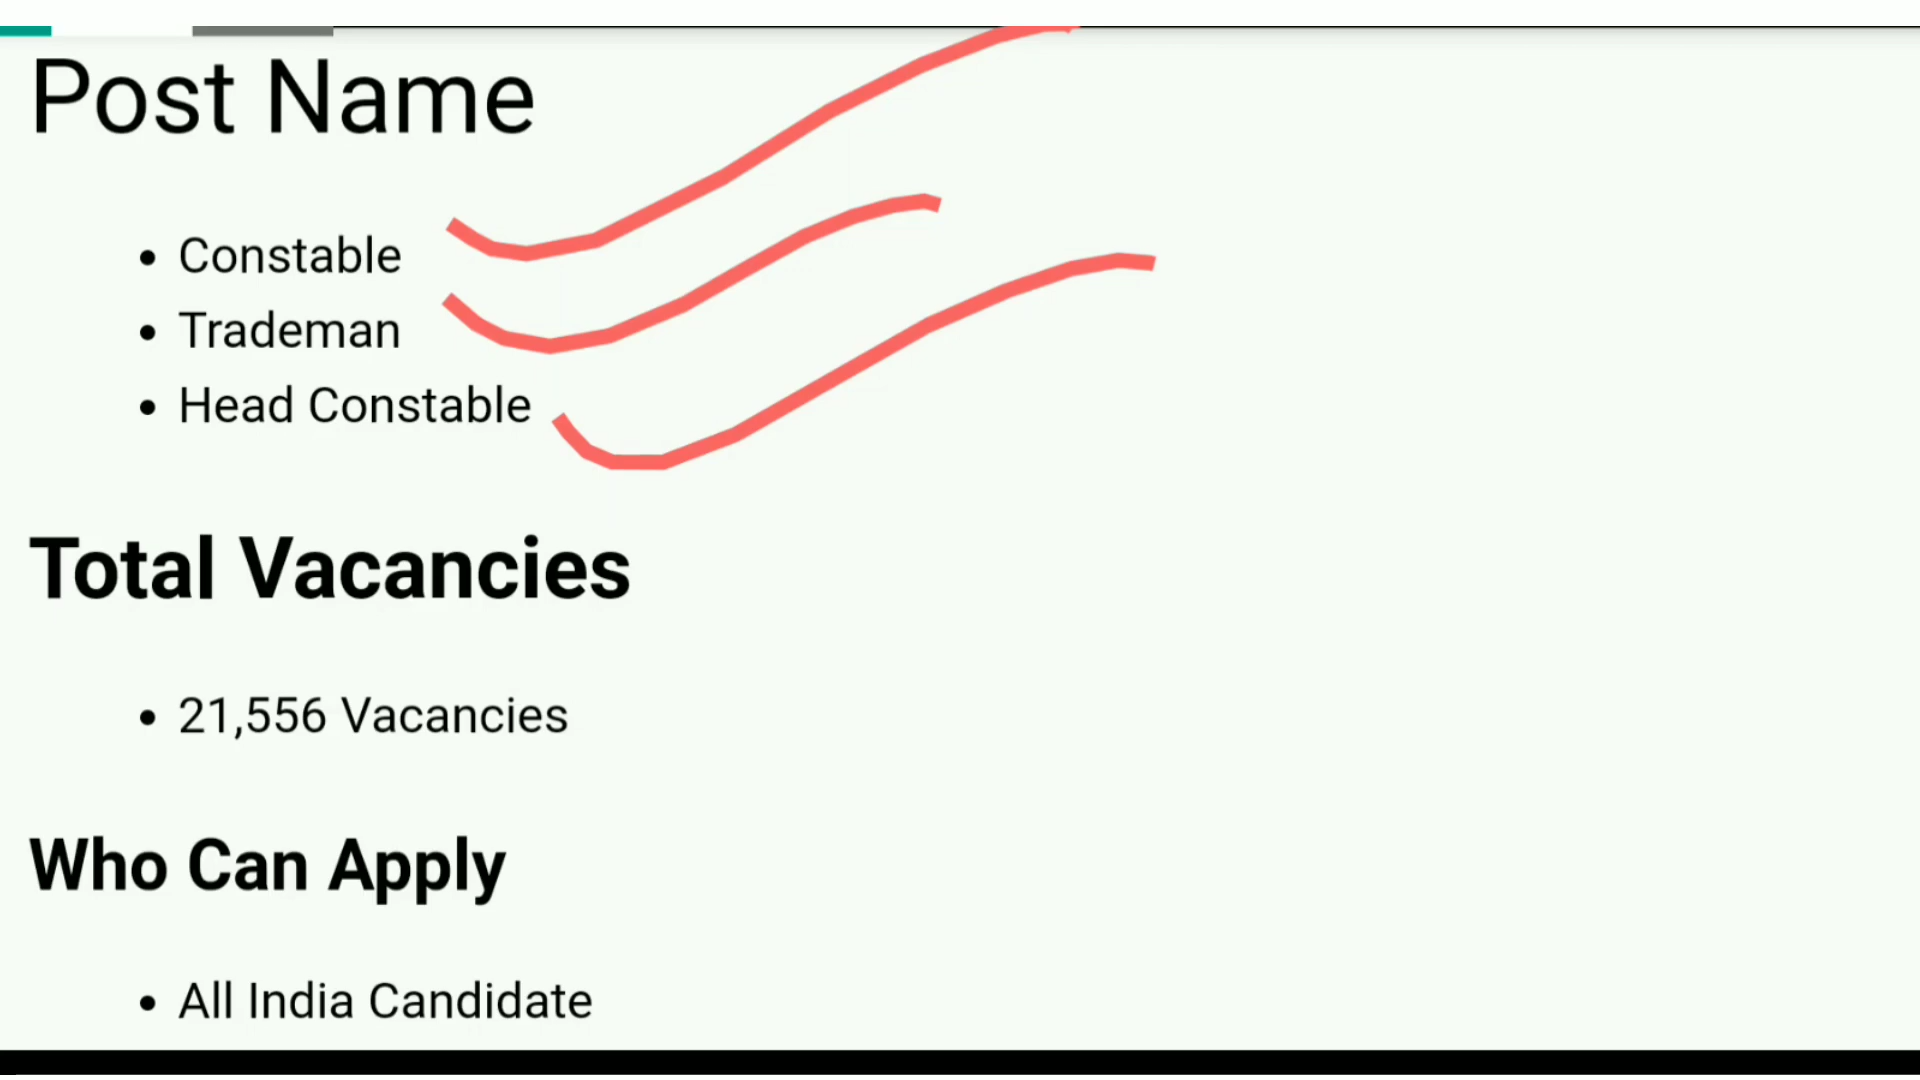 Post Name
Constable
Trademan
Head Constable
Total Vacancies
21,556 Vacancies
Who Can Apply
All India Candidate